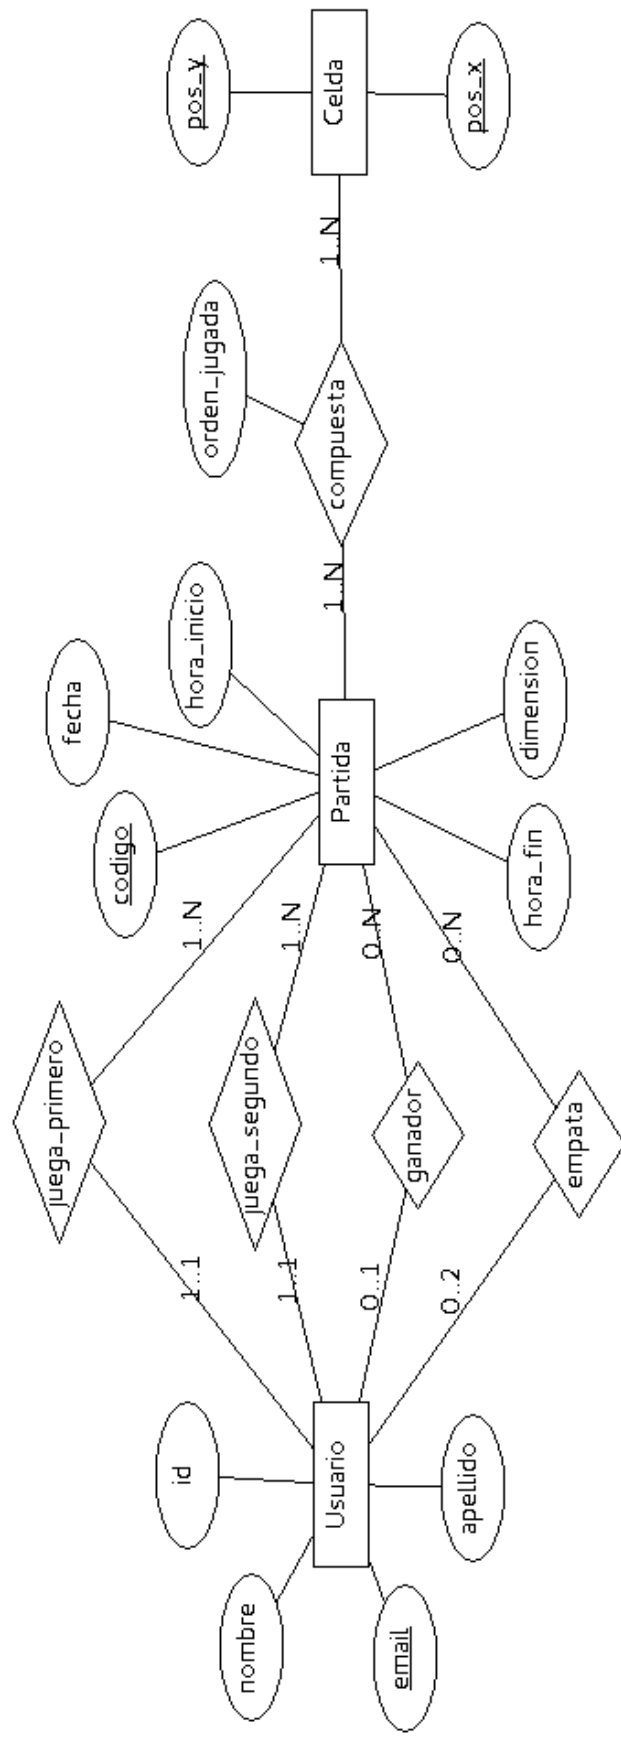 id
nombre
Usuario
email
apellido
1..1
1..1
0..1
0..2
juega_primero
juega_segundo
ganador
empata
1..N
1..N
0..N
0..N
codigo
fecha
hora_inicio
Partida
hora_fin
dimension
1..N
orden_jugada
compuesta
1..N
pos_y
Celda
pos_x